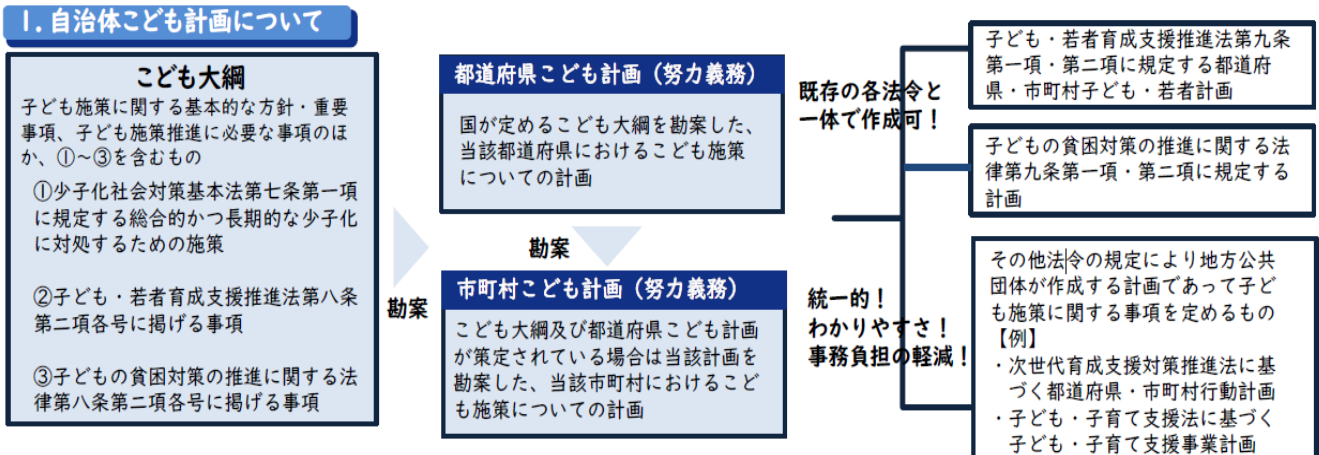 1.自治体こども計画について
こども大綱
子ども施策に関する基本的な方針・重要
事項、子ども施策推進に必要な事項のほ
か、①～③を含むもの
①少子化社会対策基本法第七条第一項
に規定する総合的かつ長期的な少子化
に対処するための施策
②子ども・若者育成支援推進法第八条
第二項各号に掲げる事項
③子どもの貧困対策の推進に関する法
律第八条第二項各号に掲げる事項
勘案
都道府県こども計画（努力義務）
国が定めるこども大綱を勘案した、
当該都道府県におけるこども施策
についての計画
勘案
市町村こども計画（努力義務）
こども大綱及び都道府県こども計画
が策定されている場合は当該計画を
勘案した、当該市町村におけるこど
も施策についての計画
既存の各法令と
一体で作成可！
統一的！
わかりやすさ！
事務負担の軽減！
子ども・若者育成支援推進法第九条
第一項・第二項に規定する都道府
県・市町村子ども・若者計画
子どもの貧困対策の推進に関する法
律第九条第一項・第二項に規定する
計画
その他法令の規定により地方公共
団体が作成する計画であって子ど
も施策に関する事項を定めるもの
【例】
・次世代育成支援対策推進法に基
づく都道府県・市町村行動計画
・子ども・子育て支援法に基づく
子ども・子育て支援事業計画